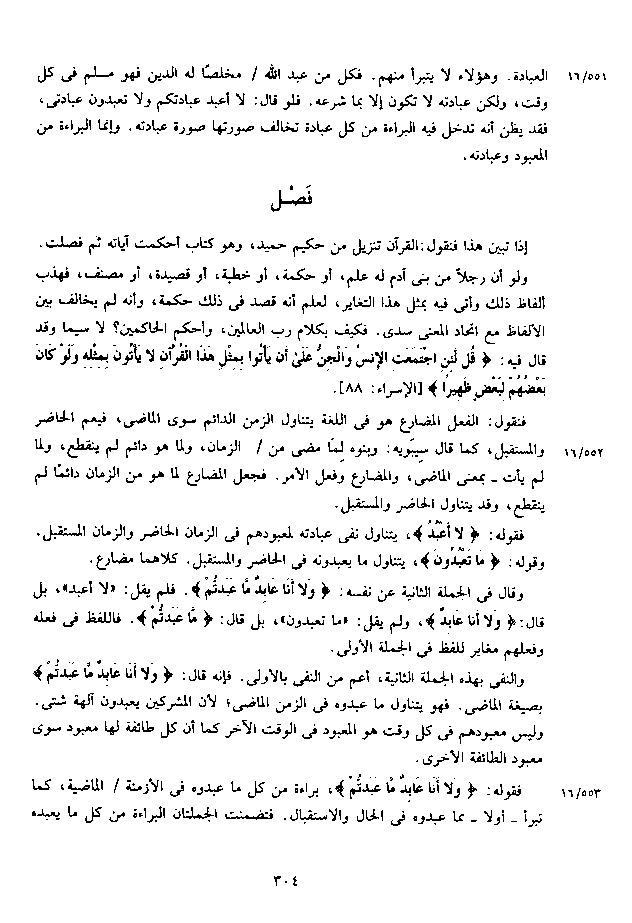 ١٦/٥٥١ العبادة. وهؤلاء لا يتبرأ منهم. فكل من عبد الله / مخلصًا له الدين فهو مسلم فى كل
وقت، ولكن عبادته لا تكون إلا بما شرعه. فلو قال: لا أعبد عبادتكم ولا تعبدون عبادتى،
فقد يظن أنه تدخل فيه البراءة من كل عبادة تخالف صورتها صورة عبادته. وإنما البراءة من
المعبود وعبادته.
فَصْــل
إذا تبين هذا فنقول: القرآن تنزيل من حكيم حميد، وهو كتاب أحكمت آياته ثم فصلت.
ولو أن رجلاً من بنى آدم له علم، أو حكمة، أو خطبة، أو قصيدة، أو مصنف، فهذب
ألفاظ ذلك وأتى فيه بمثل هذا التغاير، لعلم أنه قصد فى ذلك حكمة، وأنه لم يخالف بين
الألفاظ مع اتحاد المعنى سدى. فكيف بكلام رب العالمين، وأحكم الحاكمين؟ لا سيما وقد
قال فيه: ﴿ قُل لَّئِنِ اجْتَمَعَتِ الإِنسُ وَالْجِنُّ عَلَىٰ أَن يَأْتُوا بِمِثْلِ هَذَا الْقُرْآنِ لا يَأْتُونَ بِمِثْلِهِ وَلَوْ كَانَ
بَعْضُهُمْ لِبَعْضٍ ظَهِيرًا ﴾ [الإسراء: ٨٨].
فنقول: الفعل المضارع هو فى اللغة يتناول الزمن الدائم سوى الماضى، فيعم الحاضر
١٦/٥٥٢ والمستقبل، كما قال سِيبَويه: وبنوه لِمَا مضى من / الزمان، ولما هو دائم لم ينقطع، ولما
لم يأت ـ بمعنى الماضى، والمضارع وفعل الأمر. فجعل المضارع لما هو من الزمان دائمًا لم
ينقطع، وقد يتناول الحاضر والمستقبل.
فقوله: ﴿ لا أَعْبُدُ ﴾، يتناول نفى عبادته لمعبودهم فى الزمان الحاضر والزمان المستقبل.
وقوله: ﴿ مَا تَعْبُدُونَ ﴾، يتناول ما يعبدونه فى الحاضر والمستقبل. كلاهما مضارع.
وقال فى الجملة الثانية عن نفسه: ﴿ وَلا أَنَا عَابِدٌ مَّا عَبَدتُّمْ ﴾. فلم يقل: «لا أعبد»، بل
قال: ﴿ وَلا أَنَا عَابِدٌ ﴾، ولم يقل: «ما تعبدون»، بل قال: ﴿ مَّا عَبَدتُّمْ ﴾. فاللفظ فى فعله
وفعلهم مغاير للفظ فى الجملة الأولى.
والنفى بهذه الجملة الثانية، أعم من النفى بالأولى. فإنه قال: ﴿ وَلا أَنَا عَابِدٌ مَّا عَبَدتُّمْ ﴾
بصيغة الماضى. فهو يتناول ما عبدوه فى الزمن الماضى؛ لأن المشركين يعبدون آلهة شتى.
وليس معبودهم فى كل وقت هو المعبود فى الوقت الآخر كما أن كل طائفة لها معبود سوى
معبود الطائفة الأخرى.
١٦/٥٥٣ فقوله: ﴿ وَلا أَنَا عَابِدٌ مَّا عَبَدتُّمْ ﴾، براءة من كل ما عبدوه فى الأزمنة / الماضية، كما
تبرأ ـ أولا ـ مما عبدوه فى الحال والاستقبال. فتضمنت الجملتان البراءة من كل ما يعبده
٣٠٤